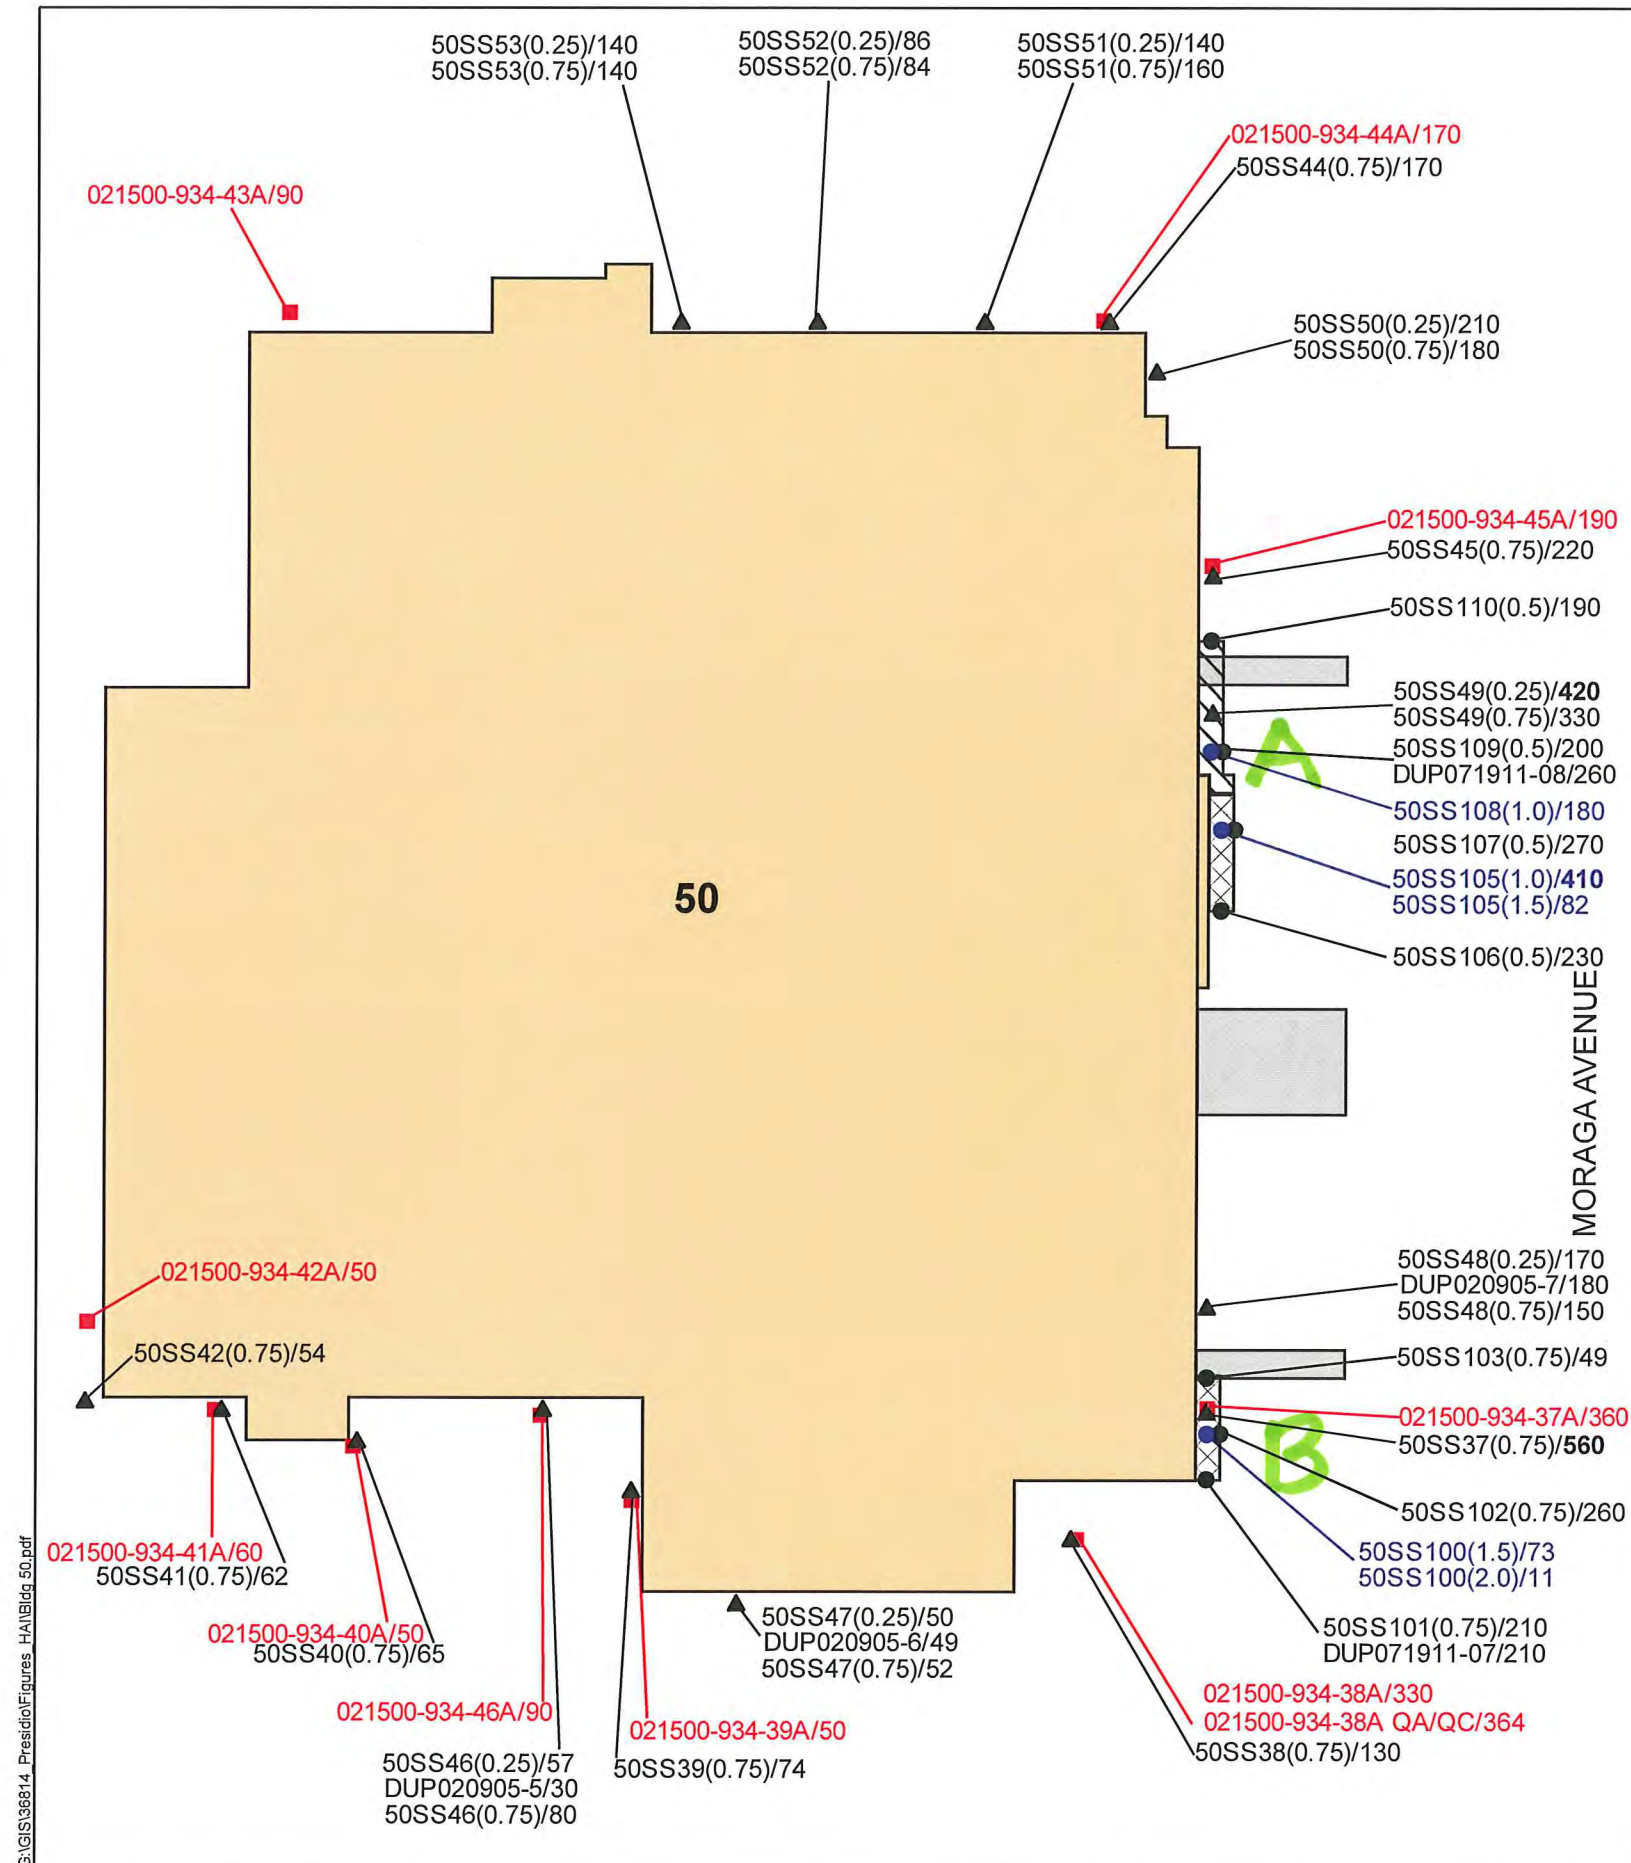 50SS53(0.25)/140
50SS53(0.75)/140
50SS52(0.25)/86
50SS52(0.75)/84
50SS51(0.25)/140
50SS51(0.75)/160
021500-934-44A/170
50SS44(0.75)/170
021500-934-43A/90
50SS50(0.25)/210
50SS50(0.75)/180
021500-934-45A/190
50SS45(0.75)/220
50SS110(0.5)/190
50SS49(0.25)/420
50SS49(0.75)/330
A
50SS109(0.5)/200
DUP071911-08/260
50SS108(1.0)/180
50SS107(0.5)/270
50SS105(1.0)/410
50SS105(1.5)/82
50
50SS106(0.5)/230
MORAGA AVENUE
50SS48(0.25)/170
DUP020905-7/180
50SS48(0.75)/150
021500-934-42A/50
50SS42(0.75)/54
50SS103(0.75)/49
021500-934-37A/360
50SS37(0.75)/560
B
50SS102(0.75)/260
50SS100(1.5)/73
50SS100(2.0)/11
021500-934-41A/60
50SS41(0.75)/62
50SS101(0.75)/210
DUP071911-07/210
021500-934-40A/50
50SS40(0.75)/65
50SS47(0.25)/50
DUP020905-6/49
50SS47(0.75)/52
021500-934-38A/330
021500-934-38A QA/QC/364
50SS38(0.75)/130
021500-934-46A/90
021500-934-39A/50
50SS39(0.75)/74
50SS46(0.25)/57
DUP020905-5/30
50SS46(0.75)/80
G:\GIS\36814_Presidio\Figures_HAI\Bldg 50.pdf